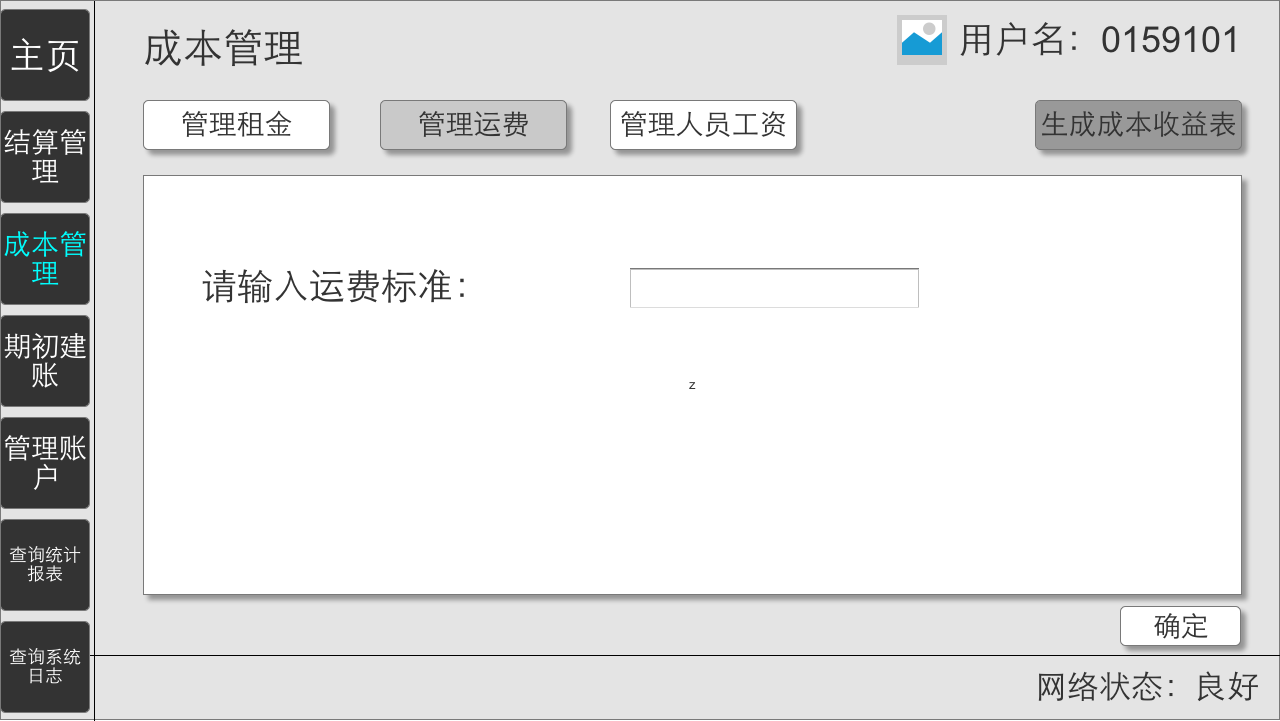 主页
结算管
理
成本管
理
期初建
账
管理账
户
查询统计
报表
查询系统
日志
成本管理
用户名：0159101
管理租金
管理运费
管理人员工资
生成成本收益表
请输入运费标准：
z
确定
网络状态：良好